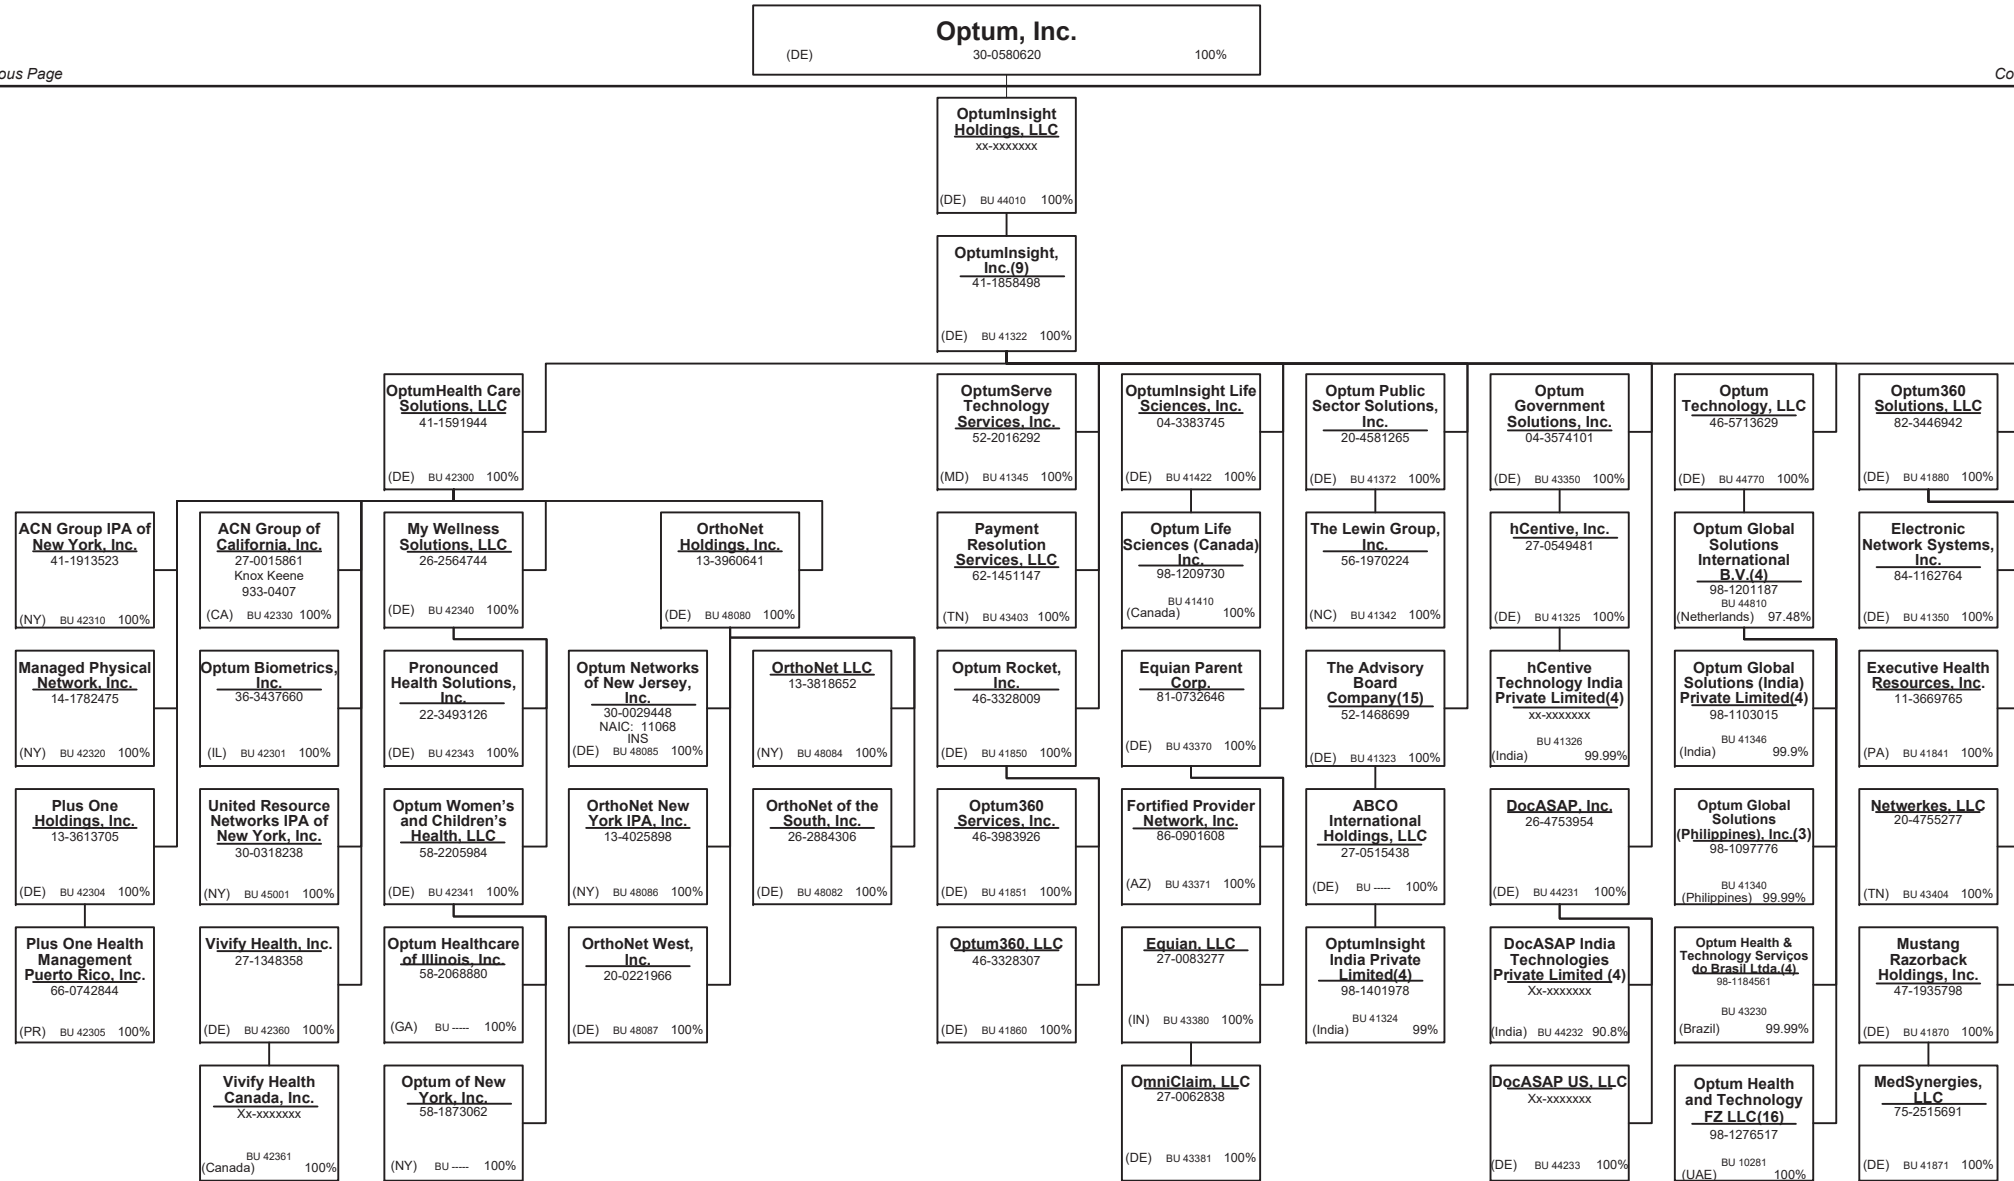 Optum, Inc.
(DE) 30-0580620 100%
ous Page
Co
OptumInsight
Holdings, LLC
xx-xxxxxxx
(DE) BU 44010 100%
OptumInsight,
Inc.(9)
41-1858498
(DE) BU 41322 100%
OptumHealth Care
Solutions, LLC
41-1591944
(DE) BU 42300 100%
OptumServe
Technology
Services, Inc.
52-2016292
(MD) BU 41345 100%
OptumInsight Life
Sciences, Inc.
04-3383745
(DE) BU 41422 100%
Optum Public
Sector Solutions,
Inc.
20-4581265
(DE) BU 41372 100%
Optum
Government
Solutions, Inc.
04-3574101
(DE) BU 43350 100%
Optum
Technology, LLC
46-5713629
(DE) BU 44770 100%
Optum360
Solutions, LLC
82-3446942
(DE) BU 41880 100%
ACN Group IPA of
New York, Inc.
41-1913523
(NY) BU 42310 100%
ACN Group of
California, Inc.
27-0015861
Knox Keene
933-0407
(CA) BU 42330 100%
My Wellness
Solutions, LLC
26-2564744
(DE) BU 42340 100%
OrthoNet
Holdings, Inc.
13-3960641
(DE) BU 48080 100%
Payment
Resolution
Services, LLC
62-1451147
(TN) BU 43403 100%
Optum Life
Sciences (Canada)
Inc.
98-1209730
BU 41410
(Canada) 100%
The Lewin Group,
Inc.
56-1970224
(NC) BU 41342 100%
hCentive, Inc.
27-0549481
(DE) BU 41325 100%
Optum Global
Solutions
International
B.V.(4)
98-1201187
BU 44810
(Netherlands) 97.48%
Electronic
Network Systems,
Inc.
84-1162764
(DE) BU 41350 100%
Managed Physical
Network, Inc.
14-1782475
(NY) BU 42320 100%
Optum Biometrics,
Inc.
36-3437660
(IL) BU 42301 100%
Pronounced
Health Solutions,
Inc.
22-3493126
(DE) BU 42343 100%
Optum Networks
of New Jersey,
Inc.
30-0029448
NAIC: 11068
INS
(DE) BU 48085 100%
OrthoNet LLC
13-3818652
(NY) BU 48084 100%
Optum Rocket,
Inc.
46-3328009
(DE) BU 41850 100%
Equian Parent
Corp.
81-0732646
(DE) BU 43370 100%
The Advisory
Board
Company(15)
52-1468699
(DE) BU 41323 100%
hCentive
Technology India
Private Limited(4)
xx-xxxxxxx
BU 41326
(India) 99.99%
Optum Global
Solutions (India)
Private Limited(4)
98-1103015
BU 41346
(India) 99.9%
Executive Health
Resources, Inc.
11-3669765
(PA) BU 41841 100%
Plus One
Holdings, Inc.
13-3613705
(DE) BU 42304 100%
United Resource
Networks IPA of
New York, Inc.
30-0318238
(NY) BU 45001 100%
Optum Women's
and Children's
Health, LLC
58-2205984
(DE) BU 42341 100%
OrthoNet New
York IPA, Inc.
13-4025898
(NY) BU 48086 100%
OrthoNet of the
South, Inc.
26-2884306
(DE) BU 48082 100%
Optum360
Services, Inc.
46-3983926
(DE) BU 41851 100%
Fortified Provider
Network, Inc.
86-0901608
(AZ) BU 43371 100%
ABCO
International
Holdings, LLC
27-0515438
(DE) BU ----- 100%
DocASAP, Inc.
26-4753954
(DE) BU 44231 100%
Optum Global
Solutions
(Philippines), Inc.(3)
98-1097776
BU 41340
(Philippines) 99.99%
Netwerkes, LLC
20-4755277
(TN) BU 43404 100%
Plus One Health
Management
Puerto Rico, Inc.
66-0742844
(PR) BU 42305 100%
Vivify Health, Inc.
27-1348358
(DE) BU 42360 100%
Optum Healthcare
of Illinois, Inc.
58-2068880
(GA) BU ----- 100%
OrthoNet West,
Inc.
20-0221966
(DE) BU 48087 100%
Optum360, LLC
46-3328307
(DE) BU 41860 100%
Equian, LLC
27-0083277
(IN) BU 43380 100%
OptumInsight
India Private
Limited(4)
98-1401978
BU 41324
(India) 99%
DocASAP India
Technologies
Private Limited (4)
Xx-xxxxxxx
(India) BU 44232 90.8%
Optum Health &
Technology Serviços
do Brasil Ltda.(4)
98-1184561
BU 43230
(Brazil) 99.99%
Mustang
Razorback
Holdings, Inc.
47-1935798
(DE) BU 41870 100%
Vivify Health
Canada, Inc.
Xx-xxxxxxx
BU 42361
(Canada) 100%
Optum of New
York, Inc.
58-1873062
(NY) BU ----- 100%
OmniClaim, LLC
27-0062838
(DE) BU 43381 100%
DocASAP US, LLC
Xx-xxxxxxx
(DE) BU 44233 100%
Optum Health
and Technology
FZ LLC(16)
98-1276517
BU 10281
(UAE) 100%
MedSynergies,
LLC
75-2515691
(DE) BU 41871 100%